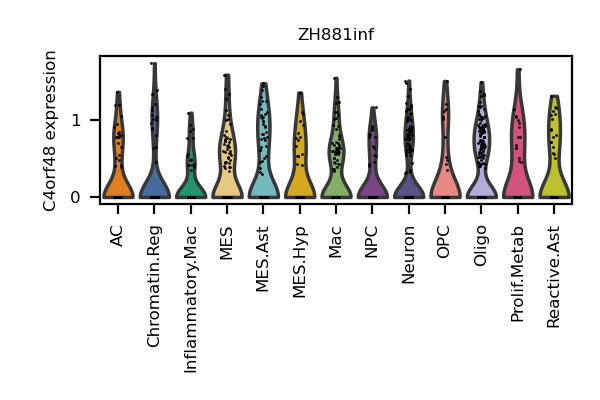 ZH881inf
C4orf48 expression
1
0
AC
Chromatin.Reg
Inflammatory.Mac
MES
MES.Ast
MES.Hyp
Mac
NPC
Neuron
OPC
Oligo
Prolif.Metab
Reactive.Ast